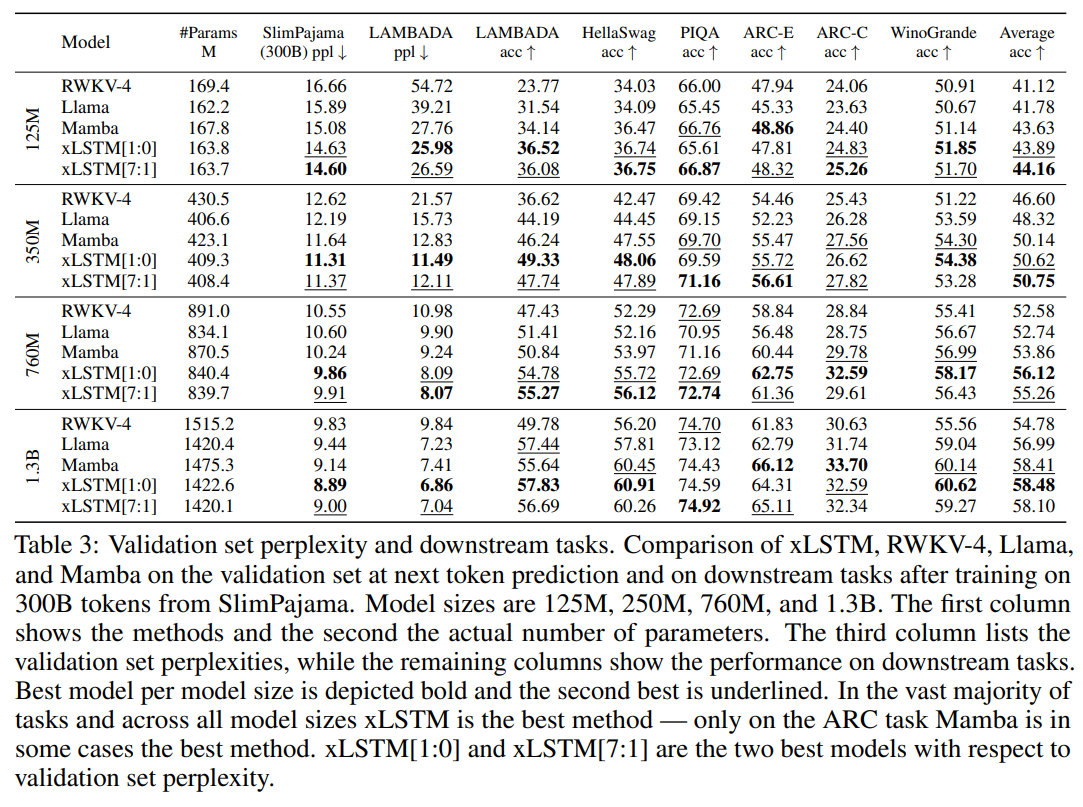 Model #Params M SlimPajama (300B) ppl ↓ LAMBADA ppl ↓ LAMBADA acc ↑ HellaSwag acc ↑ PIQA acc ↑ ARC-E acc ↑ ARC-C acc ↑ WinoGrande acc ↑ Average acc ↑
125M
RWKV-4 169.4 16.66 54.72 23.77 34.03 66.00 47.94 24.06 50.91 41.12
Llama 162.2 15.89 39.21 31.54 34.09 65.45 45.33 23.63 50.67 41.78
Mamba 167.8 15.08 27.76 34.14 36.47 66.76 48.86 24.40 51.14 43.63
xLSTM[1:0] 163.8 14.63 25.98 36.52 36.74 65.61 47.81 24.83 51.85 43.89
xLSTM[7:1] 163.7 14.60 26.59 36.08 36.75 66.87 48.32 25.26 51.70 44.16
350M
RWKV-4 430.5 12.62 21.57 36.62 42.47 69.42 54.46 25.43 51.22 46.60
Llama 406.6 12.19 15.73 44.19 44.45 69.15 52.23 26.28 53.59 48.32
Mamba 423.1 11.64 12.83 46.24 47.55 69.70 55.47 27.56 54.30 50.14
xLSTM[1:0] 409.3 11.31 11.49 49.33 48.06 69.59 55.72 26.62 54.38 50.62
xLSTM[7:1] 408.4 11.37 12.11 47.74 47.89 71.16 56.61 27.82 53.28 50.75
760M
RWKV-4 891.0 10.55 10.98 47.43 52.29 72.69 58.84 28.84 55.41 52.58
Llama 834.1 10.60 9.90 51.41 52.16 70.95 56.48 28.75 56.67 52.74
Mamba 870.5 10.24 9.24 50.84 53.97 71.16 60.44 29.78 56.99 53.86
xLSTM[1:0] 840.4 9.86 8.09 54.78 55.72 72.69 62.75 32.59 58.17 56.12
xLSTM[7:1] 839.7 9.91 8.07 55.27 56.12 72.74 61.36 29.61 56.43 55.26
1.3B
RWKV-4 1515.2 9.83 9.84 49.78 56.20 74.70 61.83 30.63 55.56 54.78
Llama 1420.4 9.44 7.23 57.44 57.81 73.12 62.79 31.74 59.04 56.99
Mamba 1475.3 9.14 7.41 55.64 60.45 74.43 66.12 33.70 60.14 58.41
xLSTM[1:0] 1422.6 8.89 6.86 57.83 60.91 74.59 64.31 32.59 60.62 58.48
xLSTM[7:1] 1420.1 9.00 7.04 56.69 60.26 74.92 65.11 32.34 59.27 58.10
Table 3: Validation set perplexity and downstream tasks. Comparison of xLSTM, RWKV-4, Llama,
and Mamba on the validation set at next token prediction and on downstream tasks after training on
300B tokens from SlimPajama. Model sizes are 125M, 250M, 760M, and 1.3B. The first column
shows the methods and the second the actual number of parameters. The third column lists the
validation set perplexities, while the remaining columns show the performance on downstream tasks.
Best model per model size is depicted bold and the second best is underlined. In the vast majority of
tasks and across all model sizes xLSTM is the best method — only on the ARC task Mamba is in
some cases the best method. xLSTM[1:0] and xLSTM[7:1] are the two best models with respect to
validation set perplexity.